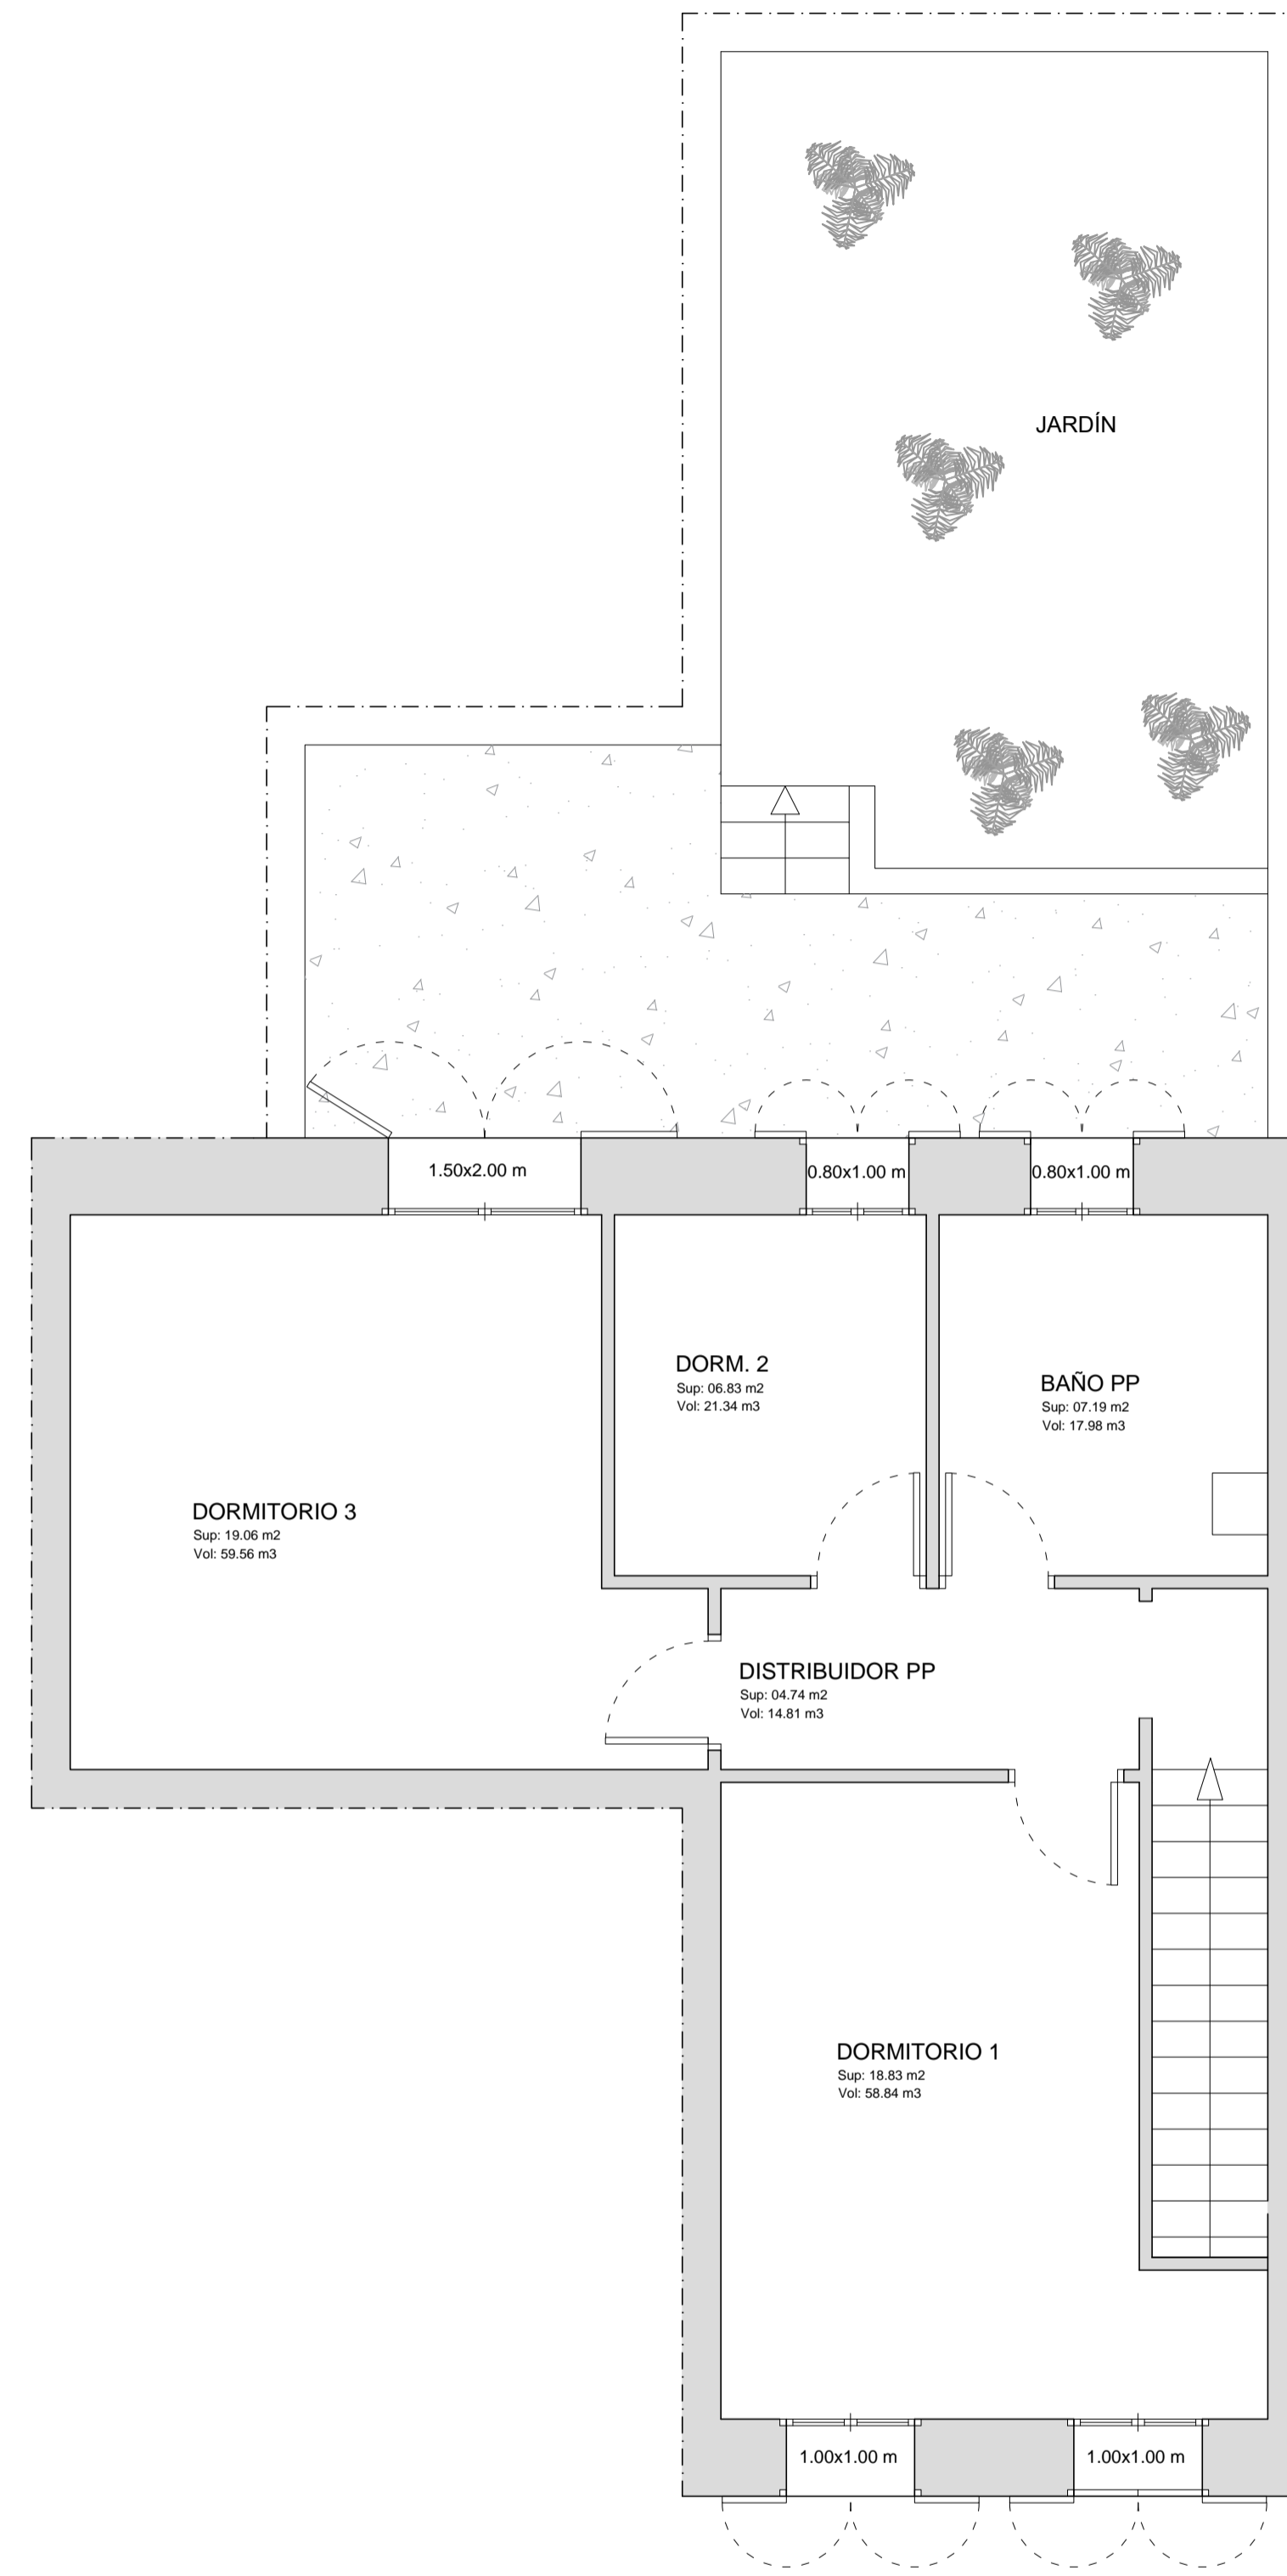 JARDÍN
1.50x2.00 m
0.80x1.00 m
0.80x1.00 m
DORM. 2
Sup: 06.83 m2
Vol: 21.34 m3
BAÑO PP
Sup: 07.19 m2
Vol: 17.98 m3
DORMITORIO 3
Sup: 19.06 m2
Vol: 59.56 m3
DISTRIBUIDOR PP
Sup: 04.74 m2
Vol: 14.81 m3
DORMITORIO 1
Sup: 18.83 m2
Vol: 58.84 m3
1.00x1.00 m
1.00x1.00 m